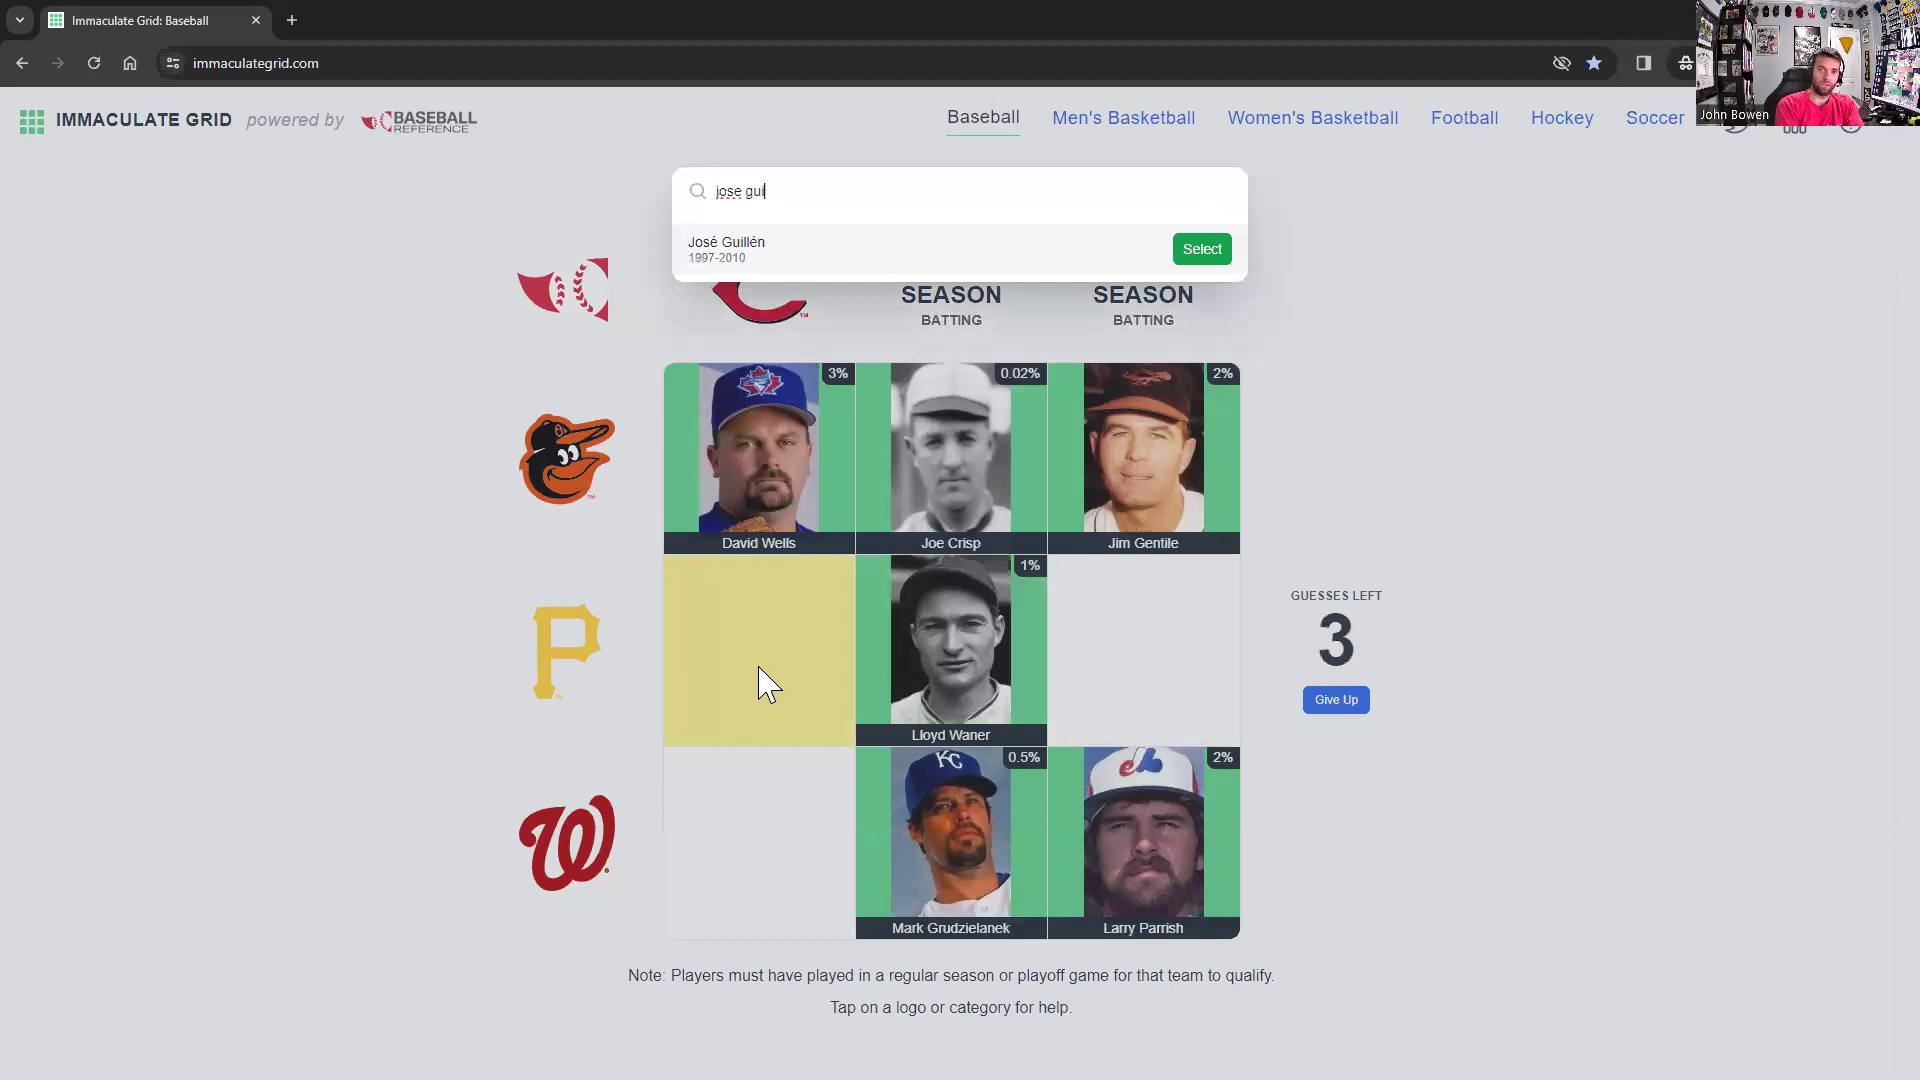 Immaculate Grid: Baseball
immaculategrid.com
John Bowen
IMMACULATE GRID powered by BASEBALL REFERENCE
Baseball Men's Basketball Women's Basketball Football Hockey Soccer
jose gui
José Guillén
1997-2010
Select
SEASON
BATTING
SEASON
BATTING
3%
David Wells
0.02%
Joe Crisp
2%
Jim Gentile
1%
Lloyd Waner
GUESSES LEFT
3
Give Up
P
W
0.5%
KC
Mark Grudzielanek
2%
Larry Parrish
Note: Players must have played in a regular season or playoff game for that team to qualify.
Tap on a logo or category for help.